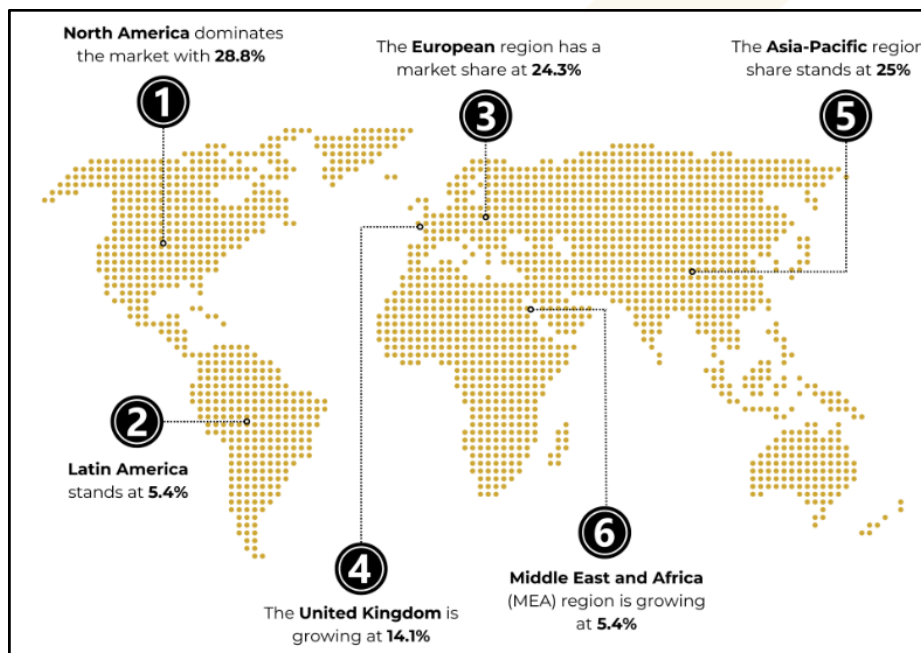 North America dominates
the market with 28.8%
1
The European region has a
market share at 24.3%
3
The Asia-Pacific region
share stands at 25%
5
2
Latin America
stands at 5.4%
4
The United Kingdom is
growing at 14.1%
6
Middle East and Africa
(MEA) region is growing
at 5.4%